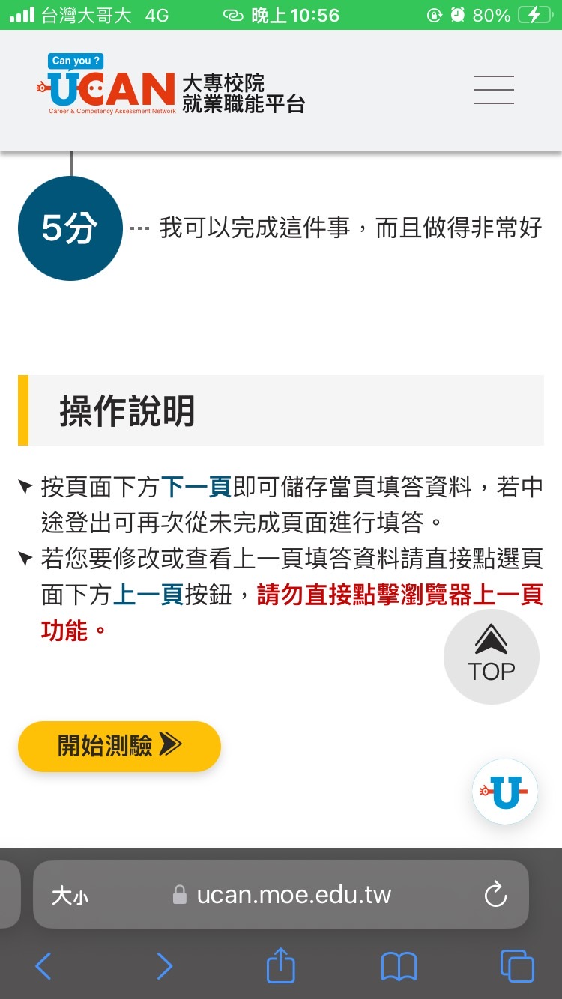 台灣大哥大 4G 晚上10:56 80%
Can you ?
UCAN
Career & Competency Assessment Network
大專校院
就業職能平台
5分 我可以完成這件事，而且做得非常好
操作說明
按頁面下方下一頁即可儲存當頁填答資料，若中
途登出可再次從未完成頁面進行填答。
若您要修改或查看上一頁填答資料請直接點選頁
面下方上一頁按鈕，請勿直接點擊瀏覽器上一頁
功能。
TOP
開始測驗
U
大小 ucan.moe.edu.tw